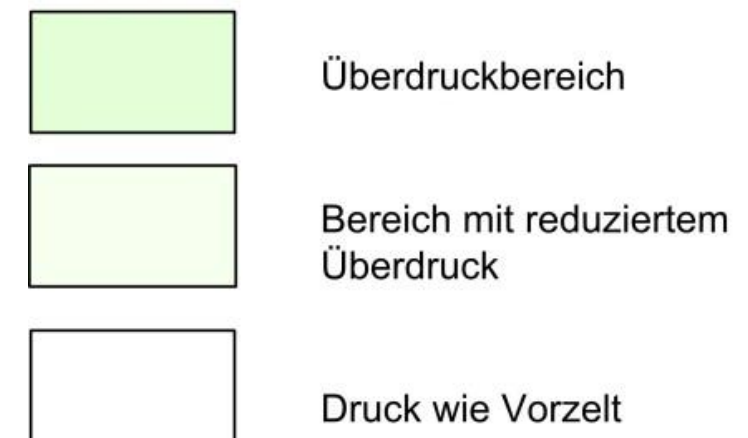 Überdruckbereich
Bereich mit reduziertem
Überdruck
Druck wie Vorzelt